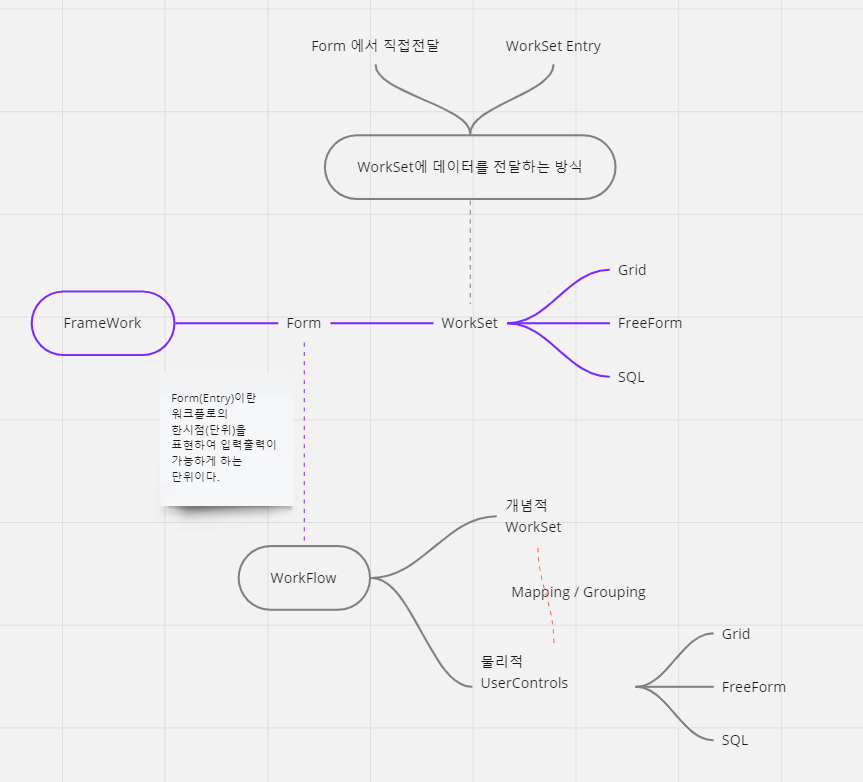 Form 에서 직접전달
WorkSet Entry
WorkSet에 데이터를 전달하는 방식
Grid
FrameWork
Form
WorkSet
FreeForm
SQL
Form(Entry)이란
워크플로의
한시점(단위)을
표현하여 입력출력이
가능하게 하는
단위이다.
개념적
WorkSet
WorkFlow
Mapping / Grouping
물리적
UserControls
Grid
FreeForm
SQL